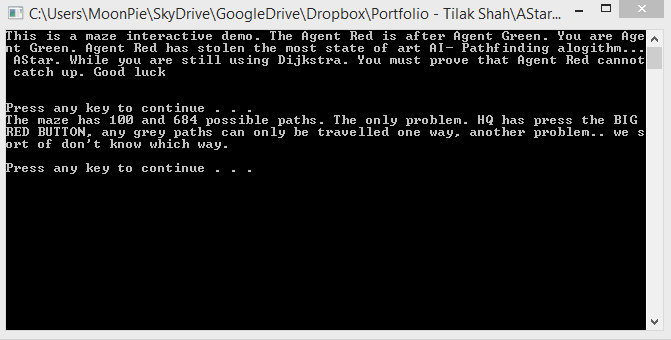 C:\Users\MoonPie\SkyDrive\GoogleDrive\Dropbox\Portfolio - Tilak Shah\AStar...
This is a maze interactive demo. The Agent Red is after Agent Green. You are Age
nt Green. Agent Red has stolen the most state of art AI- Pathfinding alogithm...
 AStar. While you are still using Dijkstra. You must prove that Agent Red cannot
 catch up. Good luck
Press any key to continue . . .
The maze has 100 and 684 possible paths. The only problem. HQ has press the BIG
RED BUTTON, any grey paths can only be travelled one way, another problem.. we s
ort of don't know which way.
Press any key to continue . . .